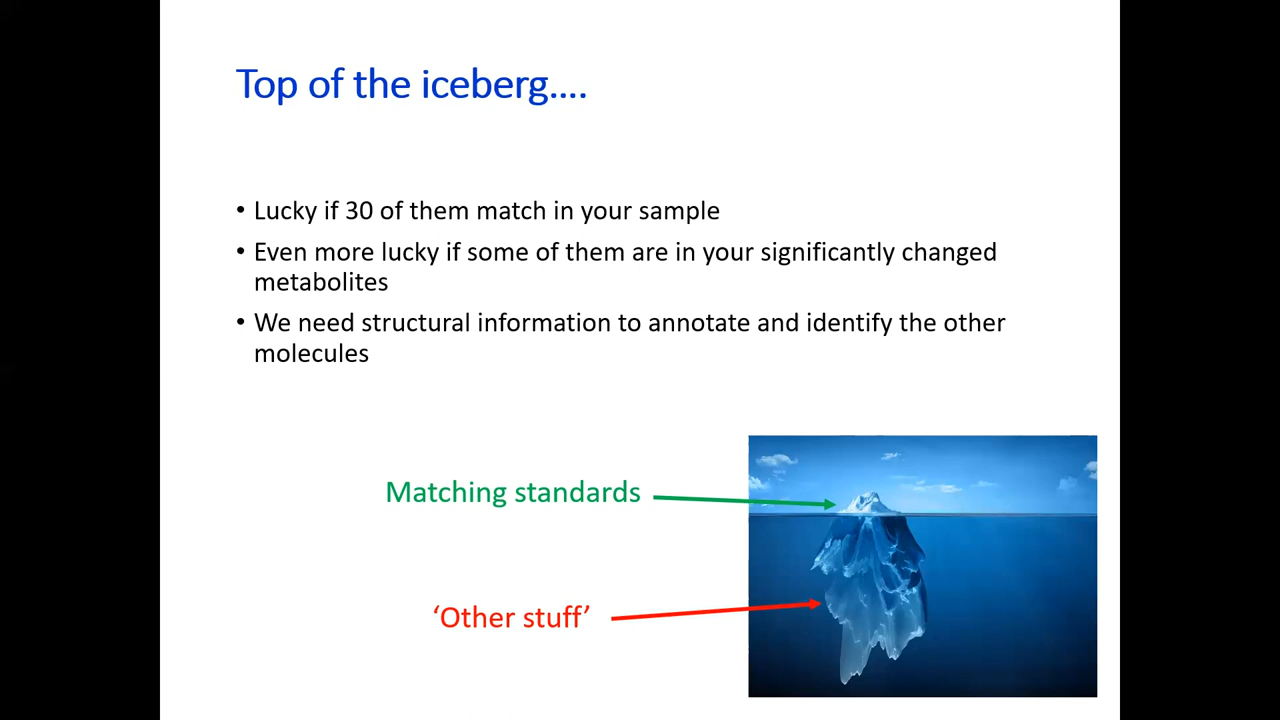 Top of the iceberg....
• Lucky if 30 of them match in your sample
• Even more lucky if some of them are in your significantly changed
metabolites
• We need structural information to annotate and identify the other
molecules
Matching standards
‘Other stuff’